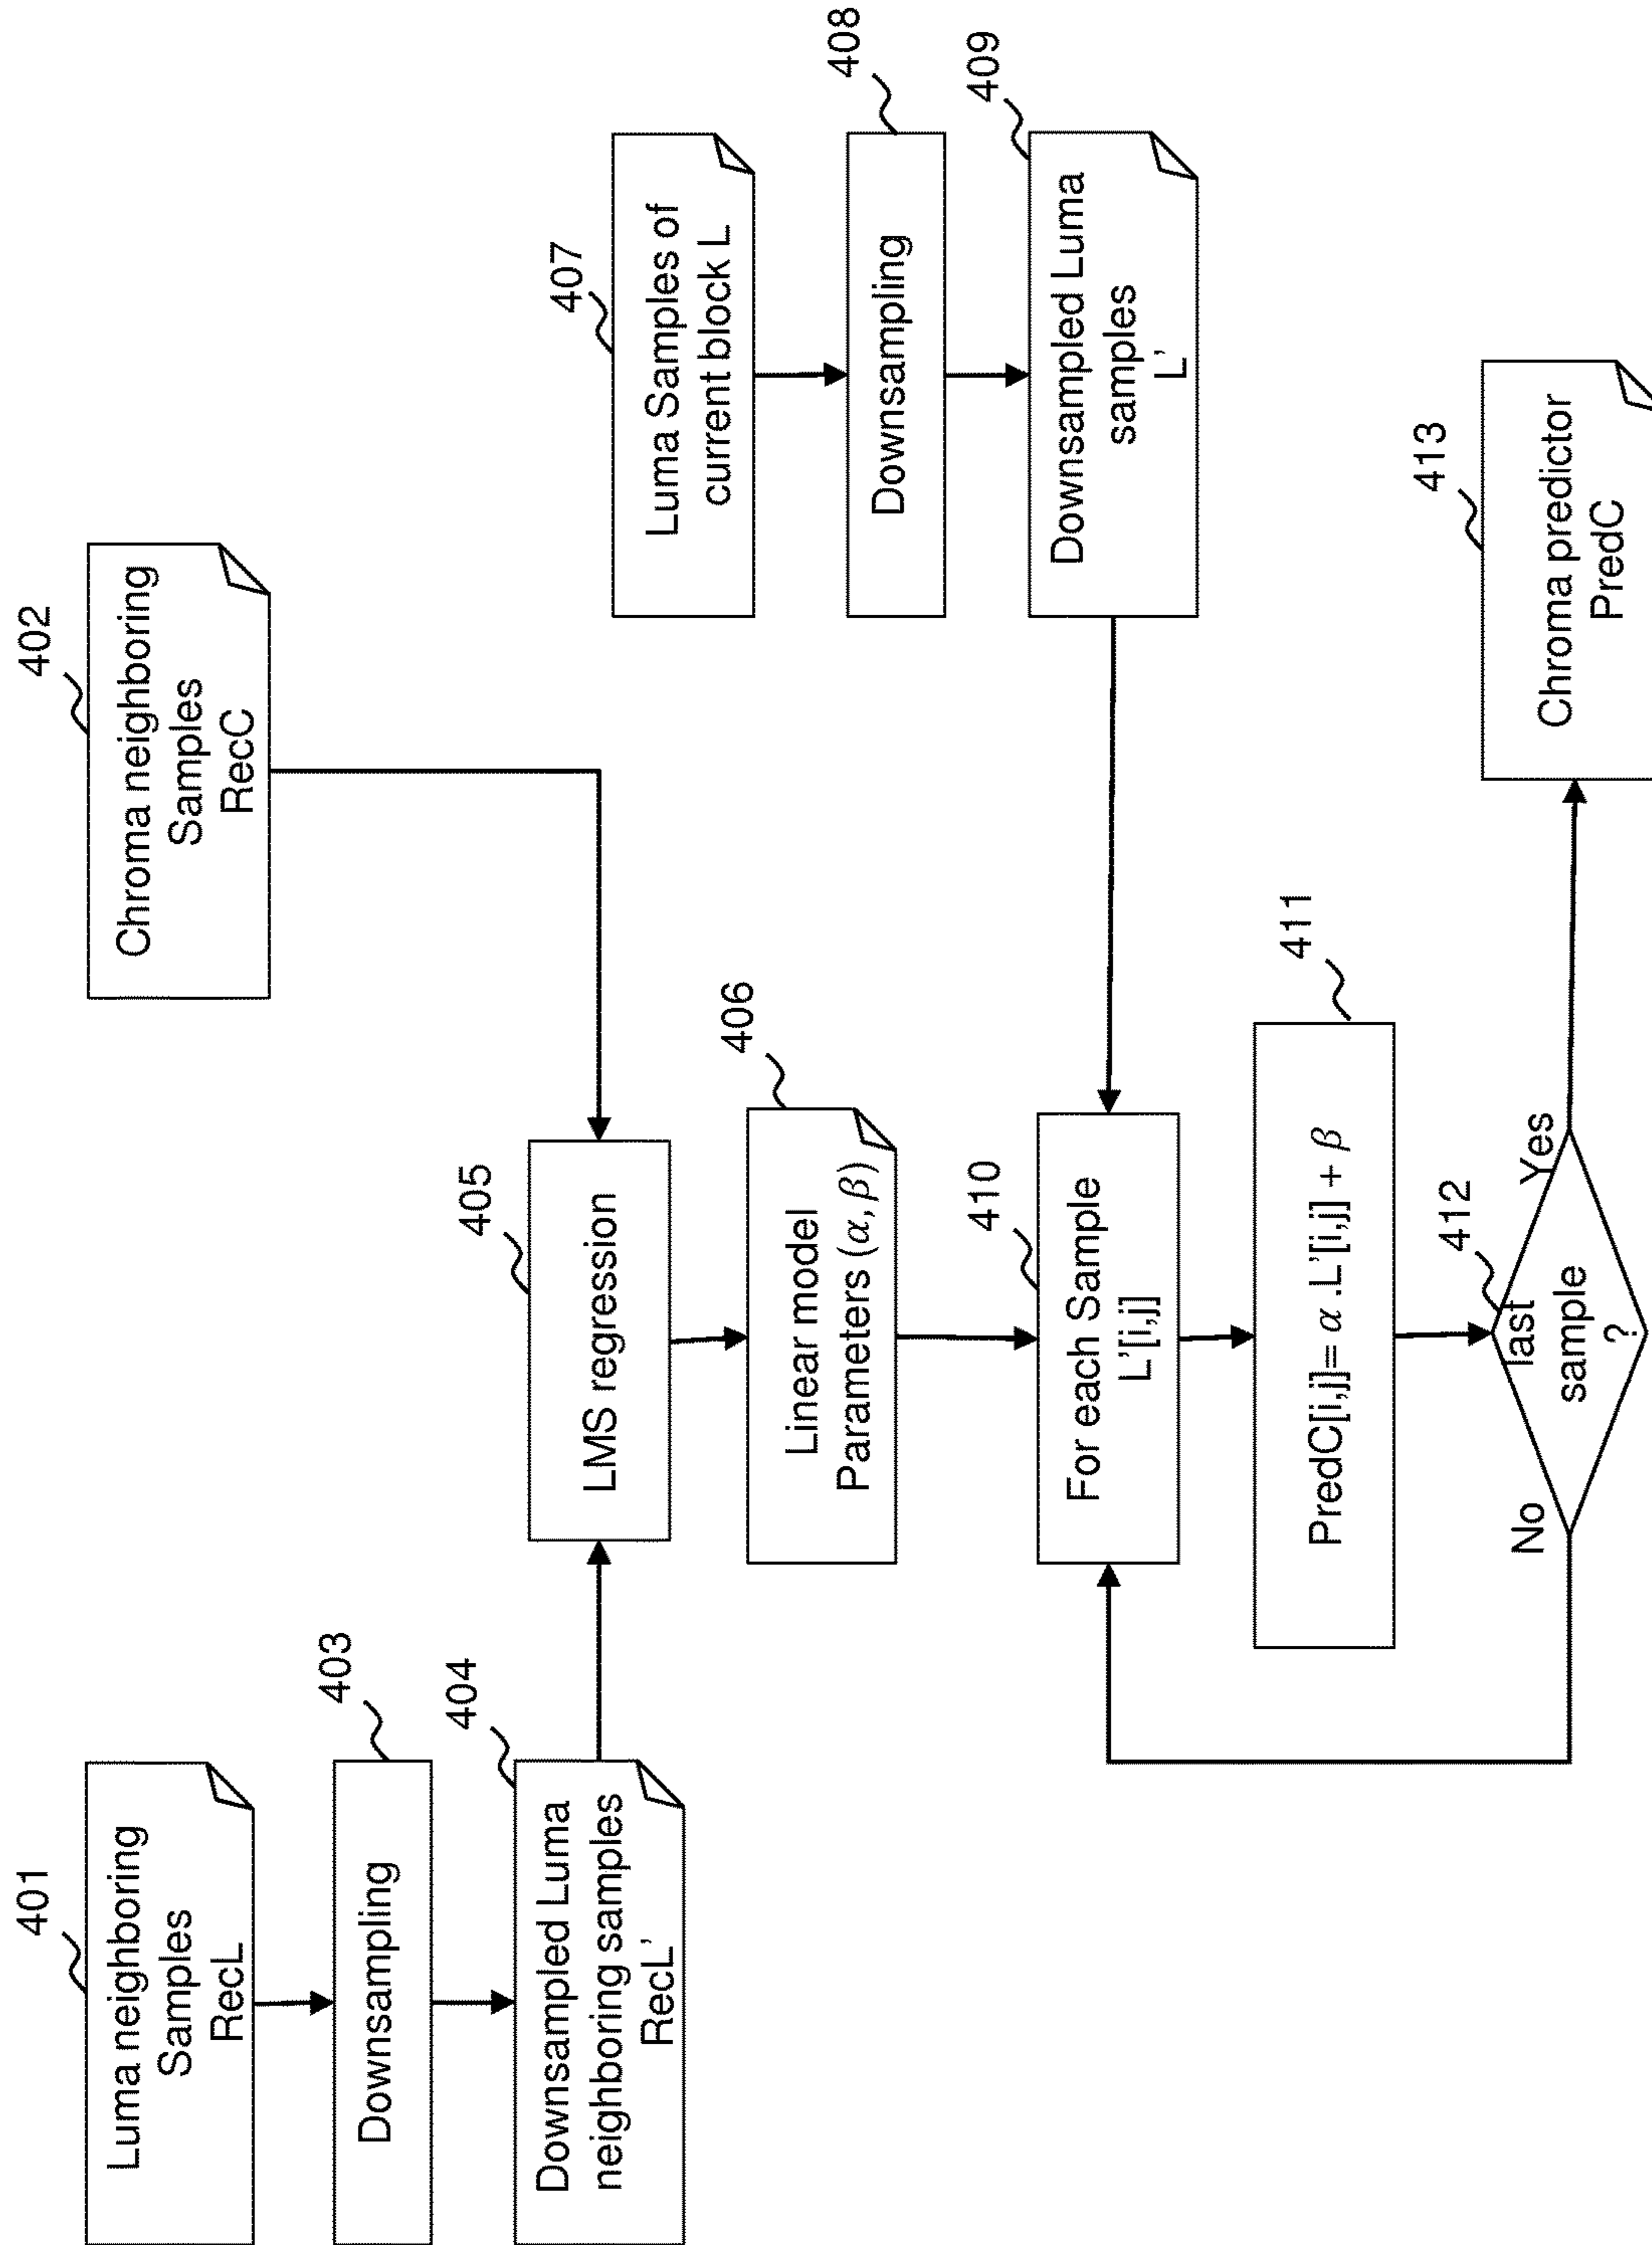 401
Luma neighboring
Samples
RecL
402
Chroma neighboring
Samples
RecC
403
Downsampling
404
Downsampled Luma
neighboring samples
RecL'
405
LMS regression
406
Linear model
Parameters (α, β)
407
Luma Samples of
current block L
408
Downsampling
409
Downsampled Luma
samples
L'
410
For each Sample
L'[i,j]
411
PredC[i,j]= α .L'[i,j] + β
412
No
last
sample
?
Yes
413
Chroma predictor
PredC